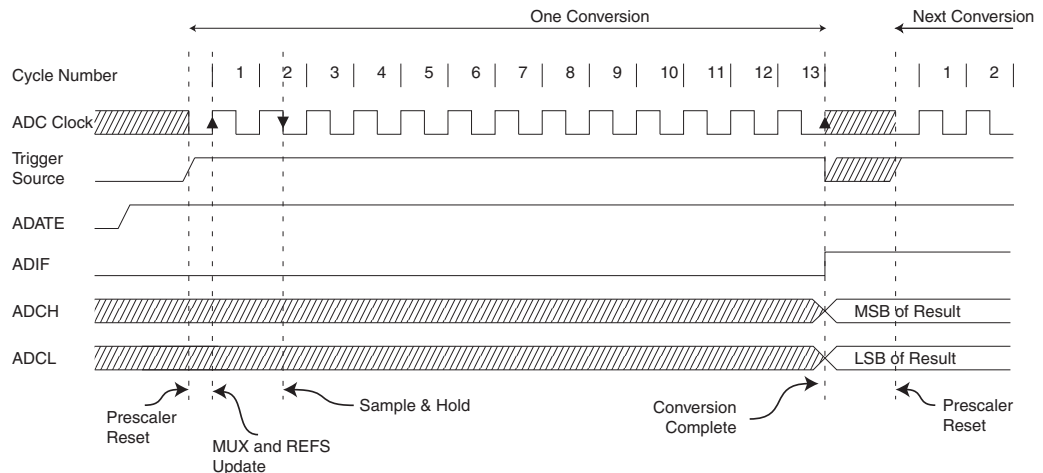 One Conversion
Next Conversion
Cycle Number
1 2 3 4 5 6 7 8 9 10 11 12 13 1 2
ADC Clock
Trigger
Source
ADATE
ADIF
ADCH
MSB of Result
ADCL
LSB of Result
Prescaler
Reset
MUX and REFS
Update
Sample & Hold
Conversion
Complete
Prescaler
Reset